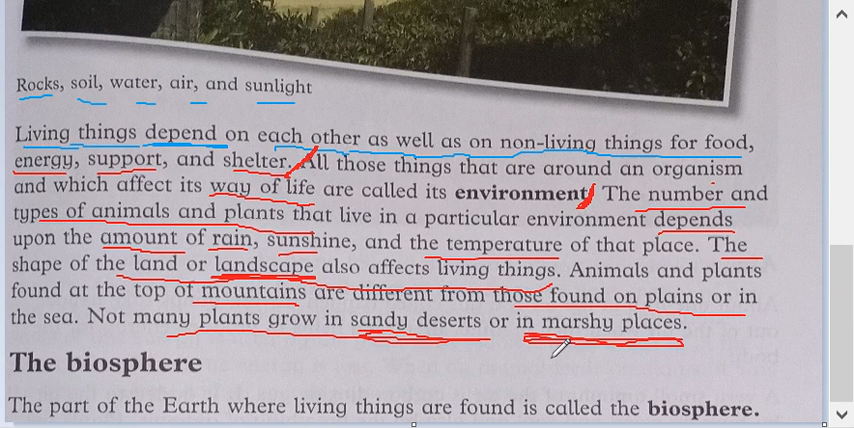 Rocks, soil, water, air, and sunlight
Living things depend on each other as well as on non-living things for food,
energy, support, and shelter. All those things that are around an organism
and which affect its way of life are called its environment. The number and
types of animals and plants that live in a particular environment depends
upon the amount of rain, sunshine, and the temperature of that place. The
shape of the land or landscape also affects living things. Animals and plants
found at the top of mountains are different from those found on plains or in
the sea. Not many plants grow in sandy deserts or in marshy places.
The biosphere
The part of the Earth where living things are found is called the biosphere.